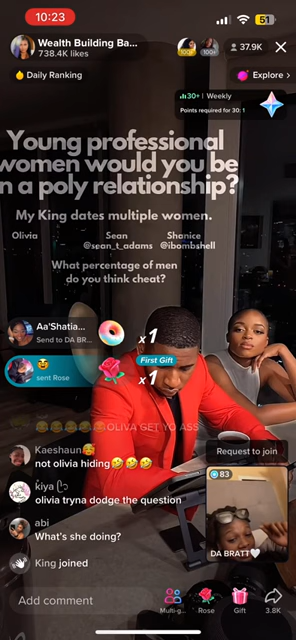 10:23
51
Wealth Building Ba...
738.4K likes
100+
100+
37.9K
Daily Ranking
Explore >
30+ | Weekly
Points required for 30: 1
Young professional
women would you be
n a poly relationship?
My King dates multiple women.
Olivia Sean Shanice
@sean_t_adams @ibombshell
What percentage of men
do you think cheat?
Aa'Shatia...
Send to DA BR...
x1
First Gift
sent Rose
x1
OLIVA GET YO ASS
Kaeshaun🥰
not olivia hiding🤣🤣🤣
Request to join
kiya
olivia tryna dodge the question
83
abi
What's she doing?
DA BRATT🤍
King joined
Add comment
Multi-g...
Rose
Gift
3.8K